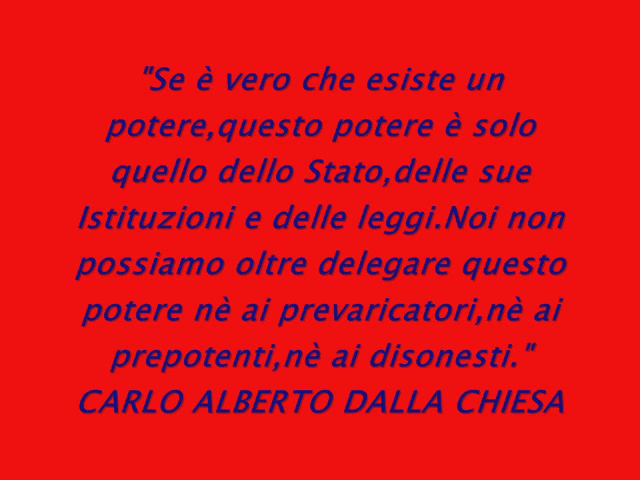 "Se è vero che esiste un
potere,questo potere è solo
quello dello Stato,delle sue
Istituzioni e delle leggi.Noi non
possiamo oltre delegare questo
potere nè ai prevaricatori,nè ai
prepotenti,nè ai disonesti."
CARLO ALBERTO DALLA CHIESA